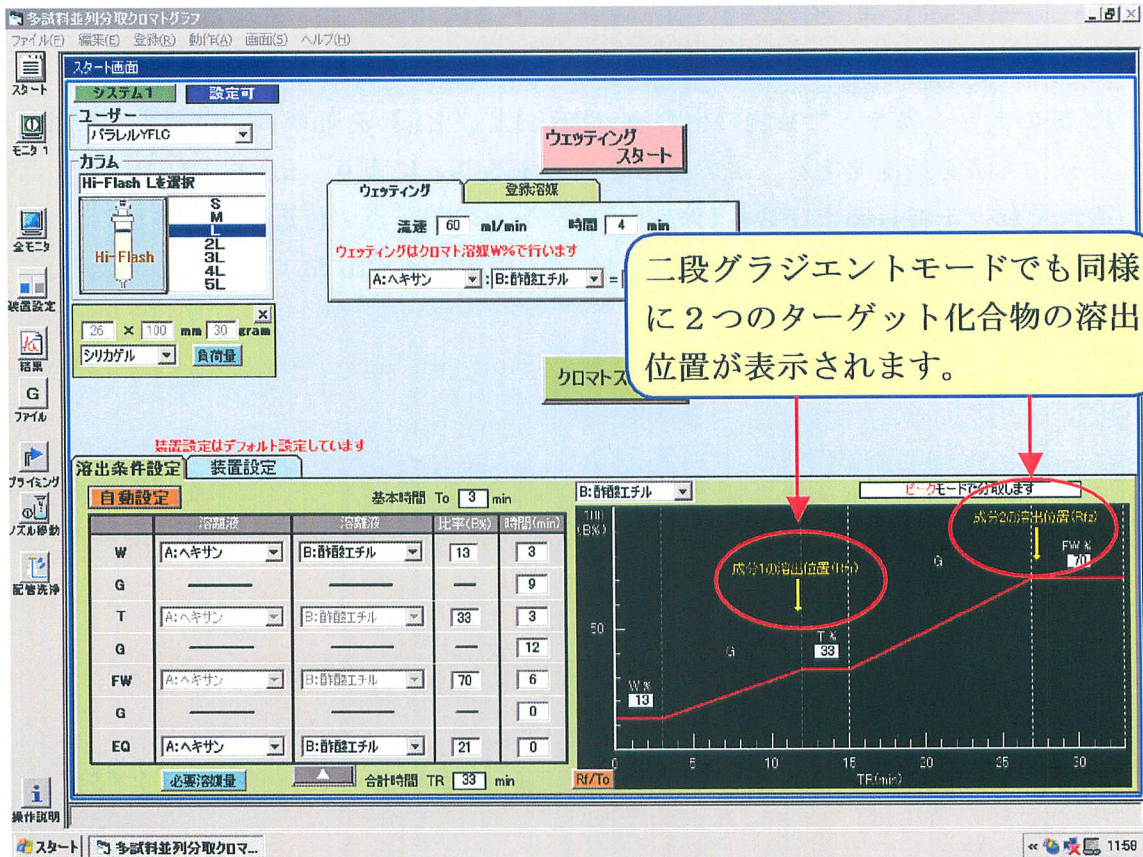 多試料並列分取クロマトグラフ
ファイル(F) 編集(E) 登録(R) 動作(A) 画面(S) ヘルプ(H)
スタート
モニタ 1
全モニタ
装置設定
結果
G
ファイル
プライミング
ノズル移動
配管洗浄
i
操作説明
スタート画面
システム1 設定可
ユーザー
パラレルYFLC
カラム
Hi-Flash Lを選択
Hi-Flash
S
M
L
2L
3L
4L
5L
26 × 100 mm 30 gram
シリカゲル 負荷量
ウェッティング
スタート
ウェッティング 登録溶媒
流速 60 ml/min 時間 4 min
ウェッティングはクロマト溶媒W%で行います
A:ヘキサン : B:酢酸エチル =
二段グラジエントモードでも同様
に2つのターゲット化合物の溶出
位置が表示されます。
クロマトス
装置設定はデフォルト設定しています
溶出条件設定 装置設定
自動設定 基本時間 To 3 min
溶離液 溶離液 比率(B%) 時間(min)
W A:ヘキサン B:酢酸エチル 13 3
G ─── ─── ─ 9
T A:ヘキサン B:酢酸エチル 33 3
G ─── ─── ─ 12
FW A:ヘキサン B:酢酸エチル 70 6
G ─── ─── ─ 0
EQ A:ヘキサン B:酢酸エチル 21 0
必要溶媒量 合計時間 TR 33 min
B:酢酸エチル ピークモードで分取します
100
(B%)
成分1の溶出位置(Rf1)
成分2の溶出位置(Rf2)
G
FW %
70
50
G
T %
33
W %
13
0 5 10 15 20 25 30
Rf/To TR(min)
スタート 多試料並列分取クロマ... « 11:58